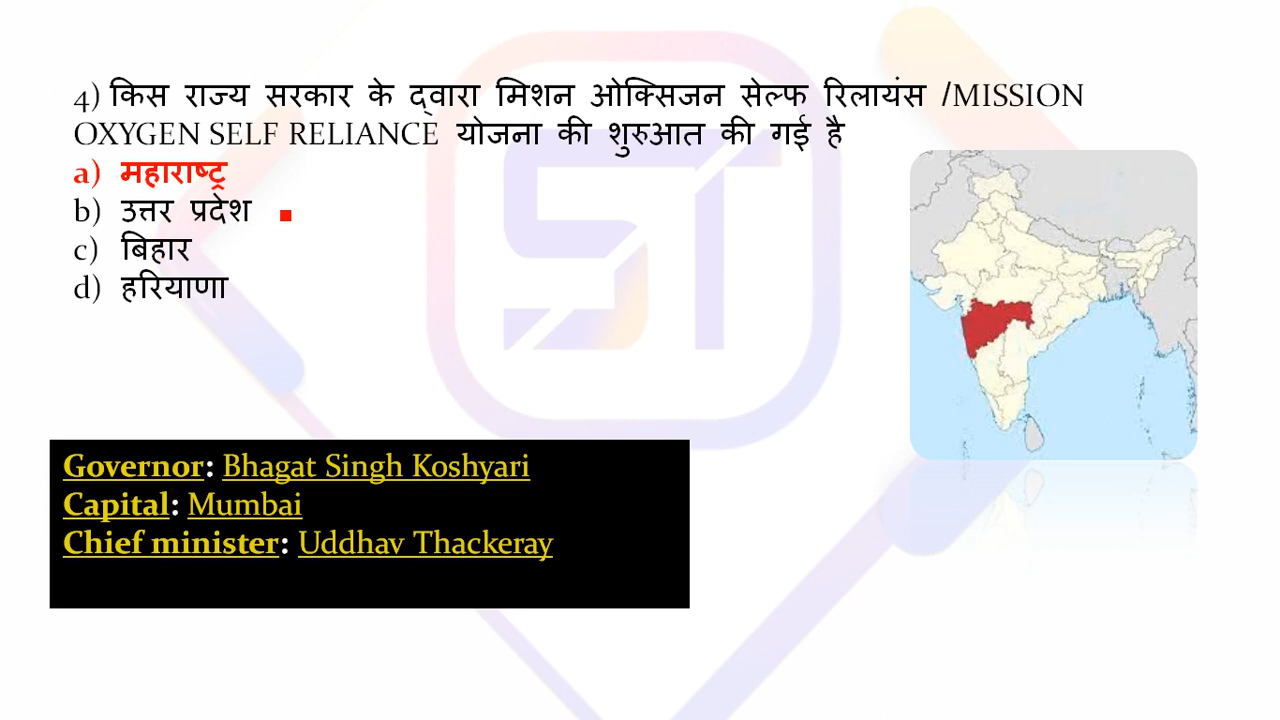 4) किस राज्य सरकार के द्वारा मिशन ओक्सिजन सेल्फ रिलायंस /MISSION
OXYGEN SELF RELIANCE योजना की शुरुआत की गई है
a) महाराष्ट्र
b) उत्तर प्रदेश
c) बिहार
d) हरियाणा
Governor: Bhagat Singh Koshyari
Capital: Mumbai
Chief minister: Uddhav Thackeray